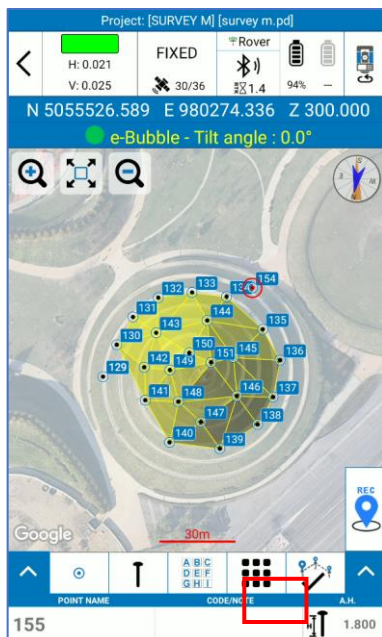 Project: [SURVEY M] [survey m.pd]
H: 0.021
V: 0.025
FIXED
30/36
Rover
1.4
94%
--
N 5055526.589 E 980274.336 Z 300.000
e-Bubble - Tilt angle : 0.0°
S
154
133
132
134
131
144
135
143
130
150
145
136
151
142
149
129
146
137
141
148
147
138
140
139
REC
Google
30m
A B C
D E F
G H I
POINT NAME
CODE/NOTE
A.H.
155
H
1.800